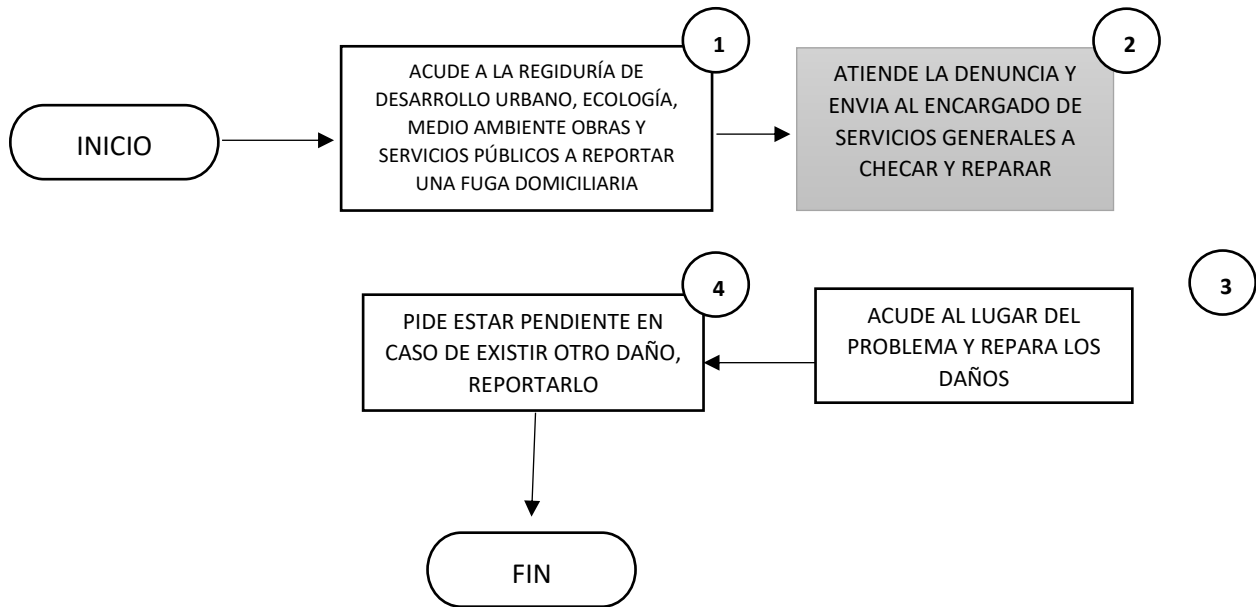 INICIO
1
ACUDE A LA REGIDURÍA DE
DESARROLLO URBANO, ECOLOGÍA,
MEDIO AMBIENTE OBRAS Y
SERVICIOS PÚBLICOS A REPORTAR
UNA FUGA DOMICILIARIA
2
ATIENDE LA DENUNCIA Y
ENVIA AL ENCARGADO DE
SERVICIOS GENERALES A
CHECAR Y REPARAR
3
ACUDE AL LUGAR DEL
PROBLEMA Y REPARA LOS
DAÑOS
4
PIDE ESTAR PENDIENTE EN
CASO DE EXISTIR OTRO DAÑO,
REPORTARLO
FIN